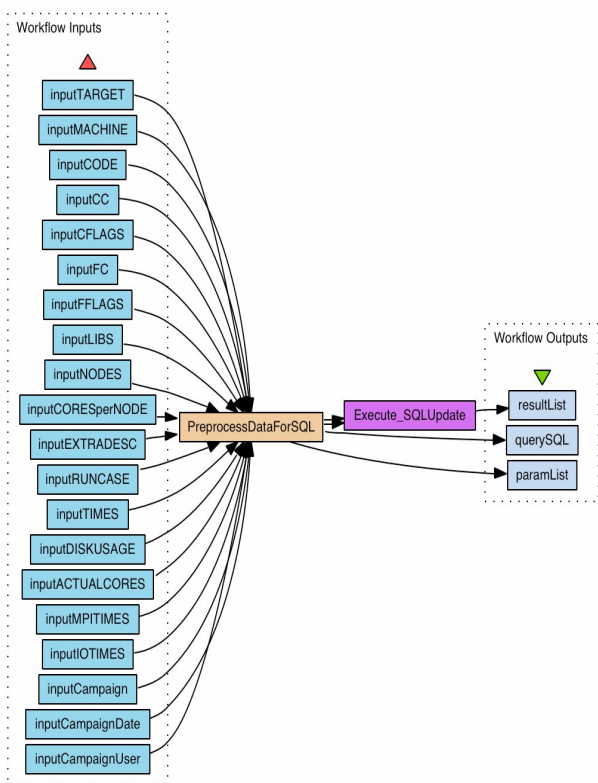 Workflow Inputs
inputTARGET
inputMACHINE
inputCODE
inputCC
inputCFLAGS
inputFC
inputFFLAGS
inputLIBS
inputNODES
inputCORESperNODE
inputEXTRADESC
inputRUNCASE
inputTIMES
inputDISKUSAGE
inputACTUALCORES
inputMPITIMES
inputIOTIMES
inputCampaign
inputCampaignDate
inputCampaignUser
PreprocessDataForSQL
Execute_SQLUpdate
Workflow Outputs
resultList
querySQL
paramList